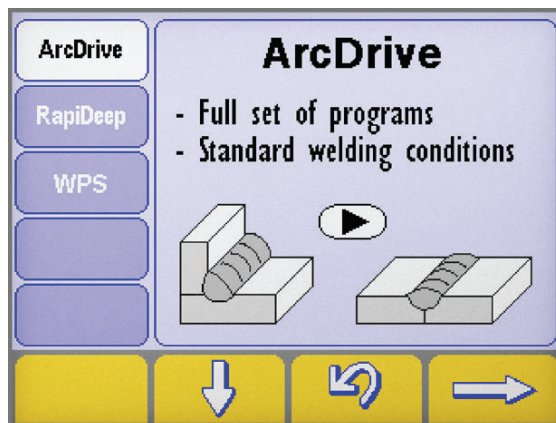 ArcDrive
RapiDeep
WPS
ArcDrive
- Full set of programs
- Standard welding conditions